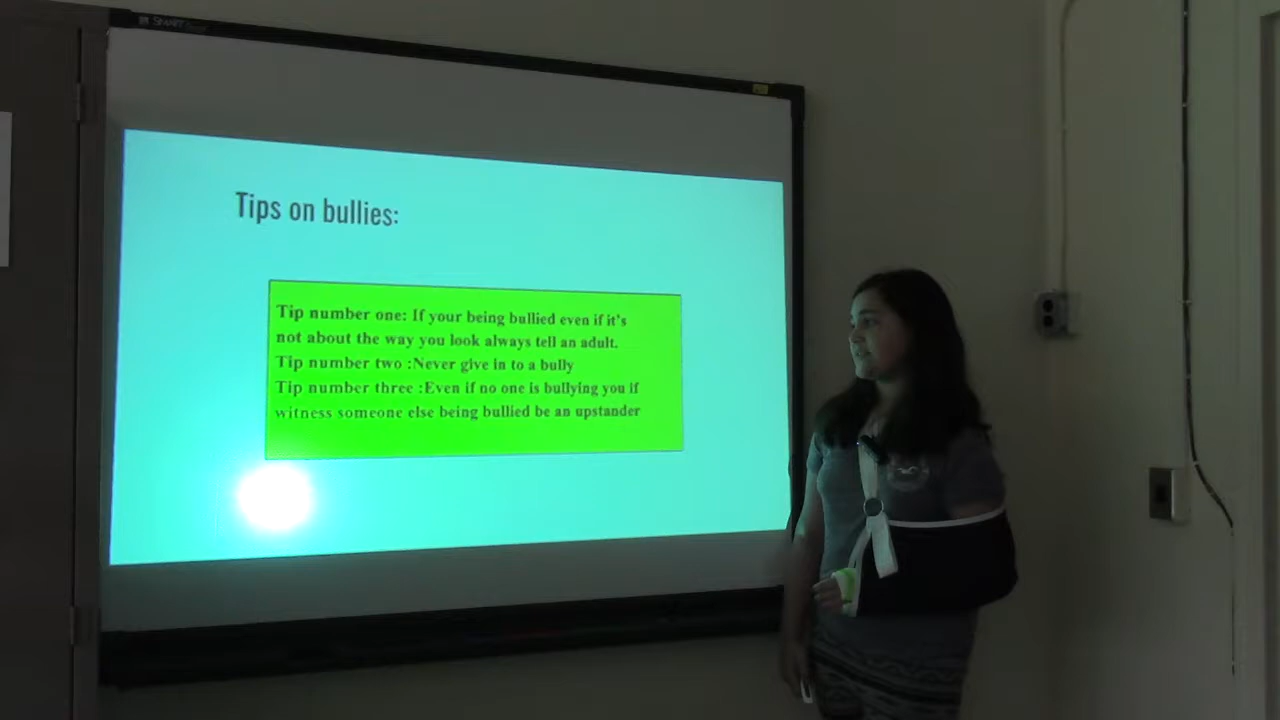 SMART
Tips on bullies:
Tip number one: If your being bullied even if it's
not about the way you look always tell an adult.
Tip number two :Never give in to a bully
Tip number three :Even if no one is bullying you if
witness someone else being bullied be an upstander